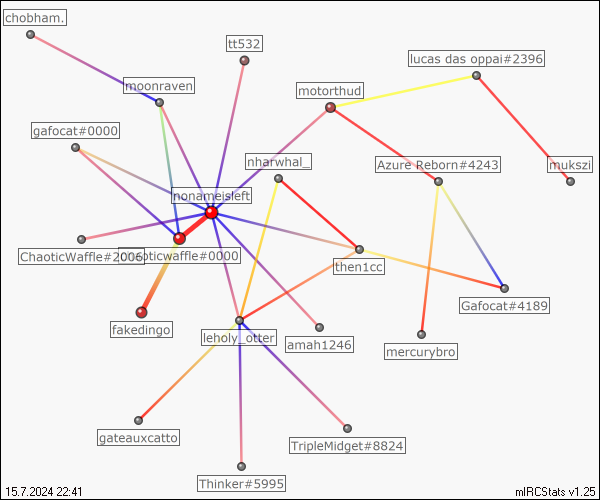 chobham.
tt532
lucas das oppai#2396
moonraven
motorthud
gafocat#0000
nharwhal_
Azure Reborn#4243
mukszi
nonameisleft
ChaoticWaffle#2006
chaoticwaffle#0000
then1cc
Gafocat#4189
fakedingo
leholy_otter
amah1246
mercurybro
gateauxcatto
TripleMidget#8824
Thinker#5995
15.7.2024 22:41
mIRCStats v1.25